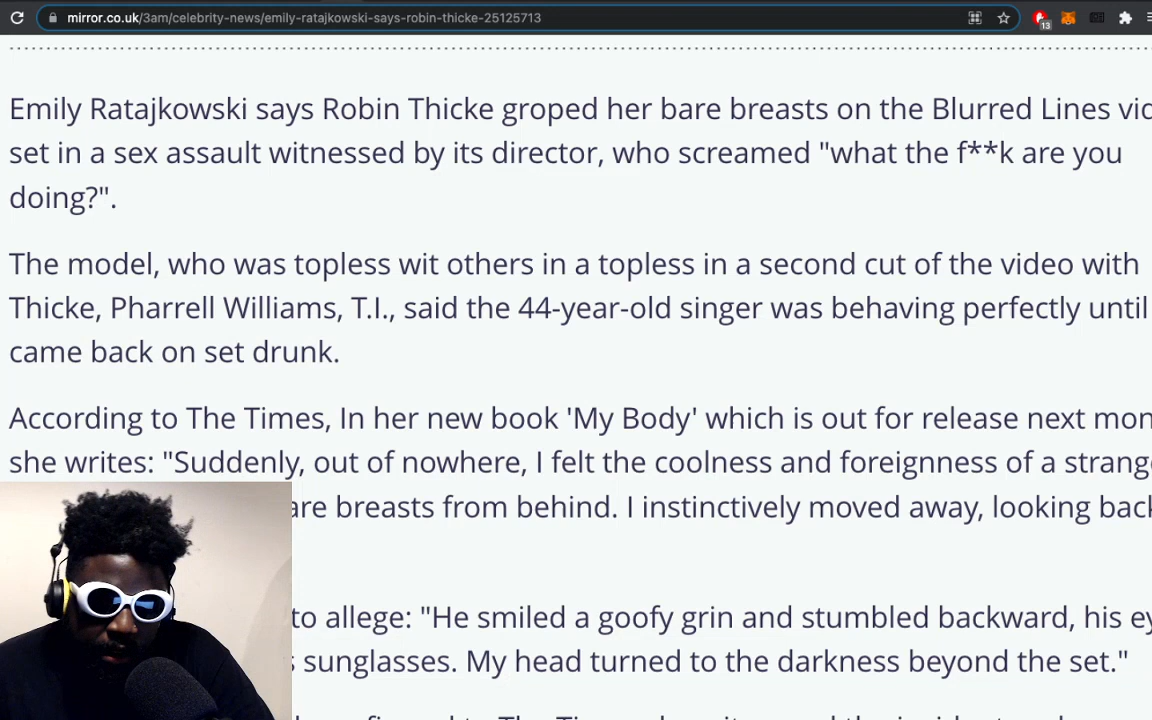 mirror.co.uk/3am/celebrity-news/emily-ratajkowski-says-robin-thicke-25125713
13
Emily Ratajkowski says Robin Thicke groped her bare breasts on the Blurred Lines vid
set in a sex assault witnessed by its director, who screamed "what the f**k are you
doing?".
The model, who was topless wit others in a topless in a second cut of the video with
Thicke, Pharrell Williams, T.I., said the 44-year-old singer was behaving perfectly until
came back on set drunk.
According to The Times, In her new book 'My Body' which is out for release next mon
she writes: "Suddenly, out of nowhere, I felt the coolness and foreignness of a strang
are breasts from behind. I instinctively moved away, looking back
to allege: "He smiled a goofy grin and stumbled backward, his ey
s sunglasses. My head turned to the darkness beyond the set."